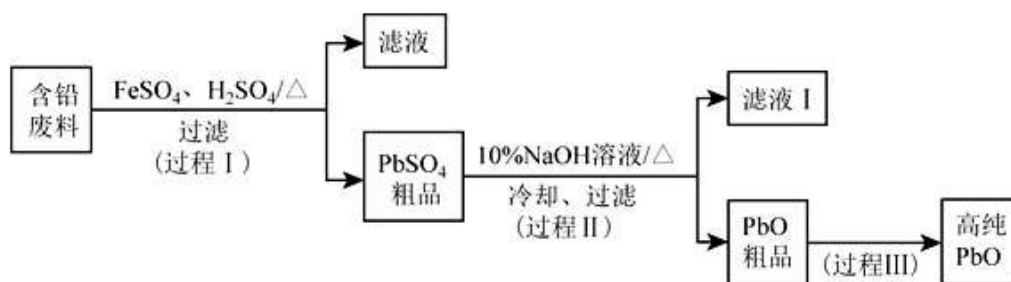 含铅
废料
FeSO₄、H₂SO₄/△
过滤
(过程Ⅰ)
滤液
PbSO₄
粗品
10%NaOH溶液/△
冷却、过滤
(过程Ⅱ)
滤液Ⅰ
PbO
粗品
(过程Ⅲ)
高纯
PbO